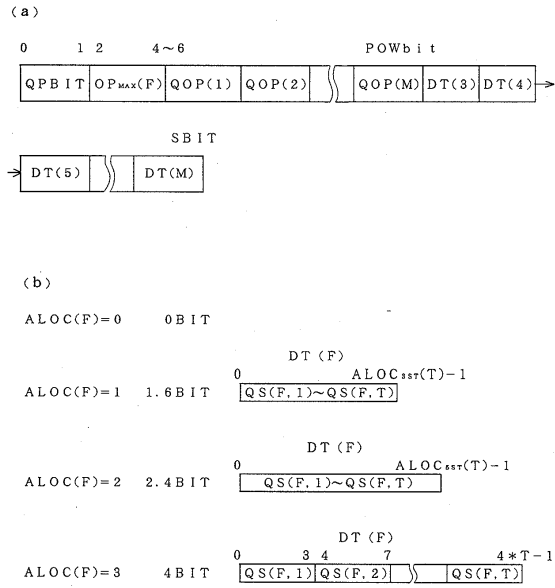 (a)
0 1 2 4~6 POWbit
QPBIT OPMAX(F) QOP(1) QOP(2) QOP(M) DT(3) DT(4)
SBIT
DT(5) DT(M)
(b)
ALOC(F)=0 0BIT
DT(F)
0 ALOCSST(T)-1
ALOC(F)=1 1.6BIT QS(F,1)~QS(F,T)
DT(F)
0 ALOCSST(T)-1
ALOC(F)=2 2.4BIT QS(F,1)~QS(F,T)
DT(F)
0 3 4 7 4*T-1
ALOC(F)=3 4BIT QS(F,1) QS(F,2) QS(F,T)